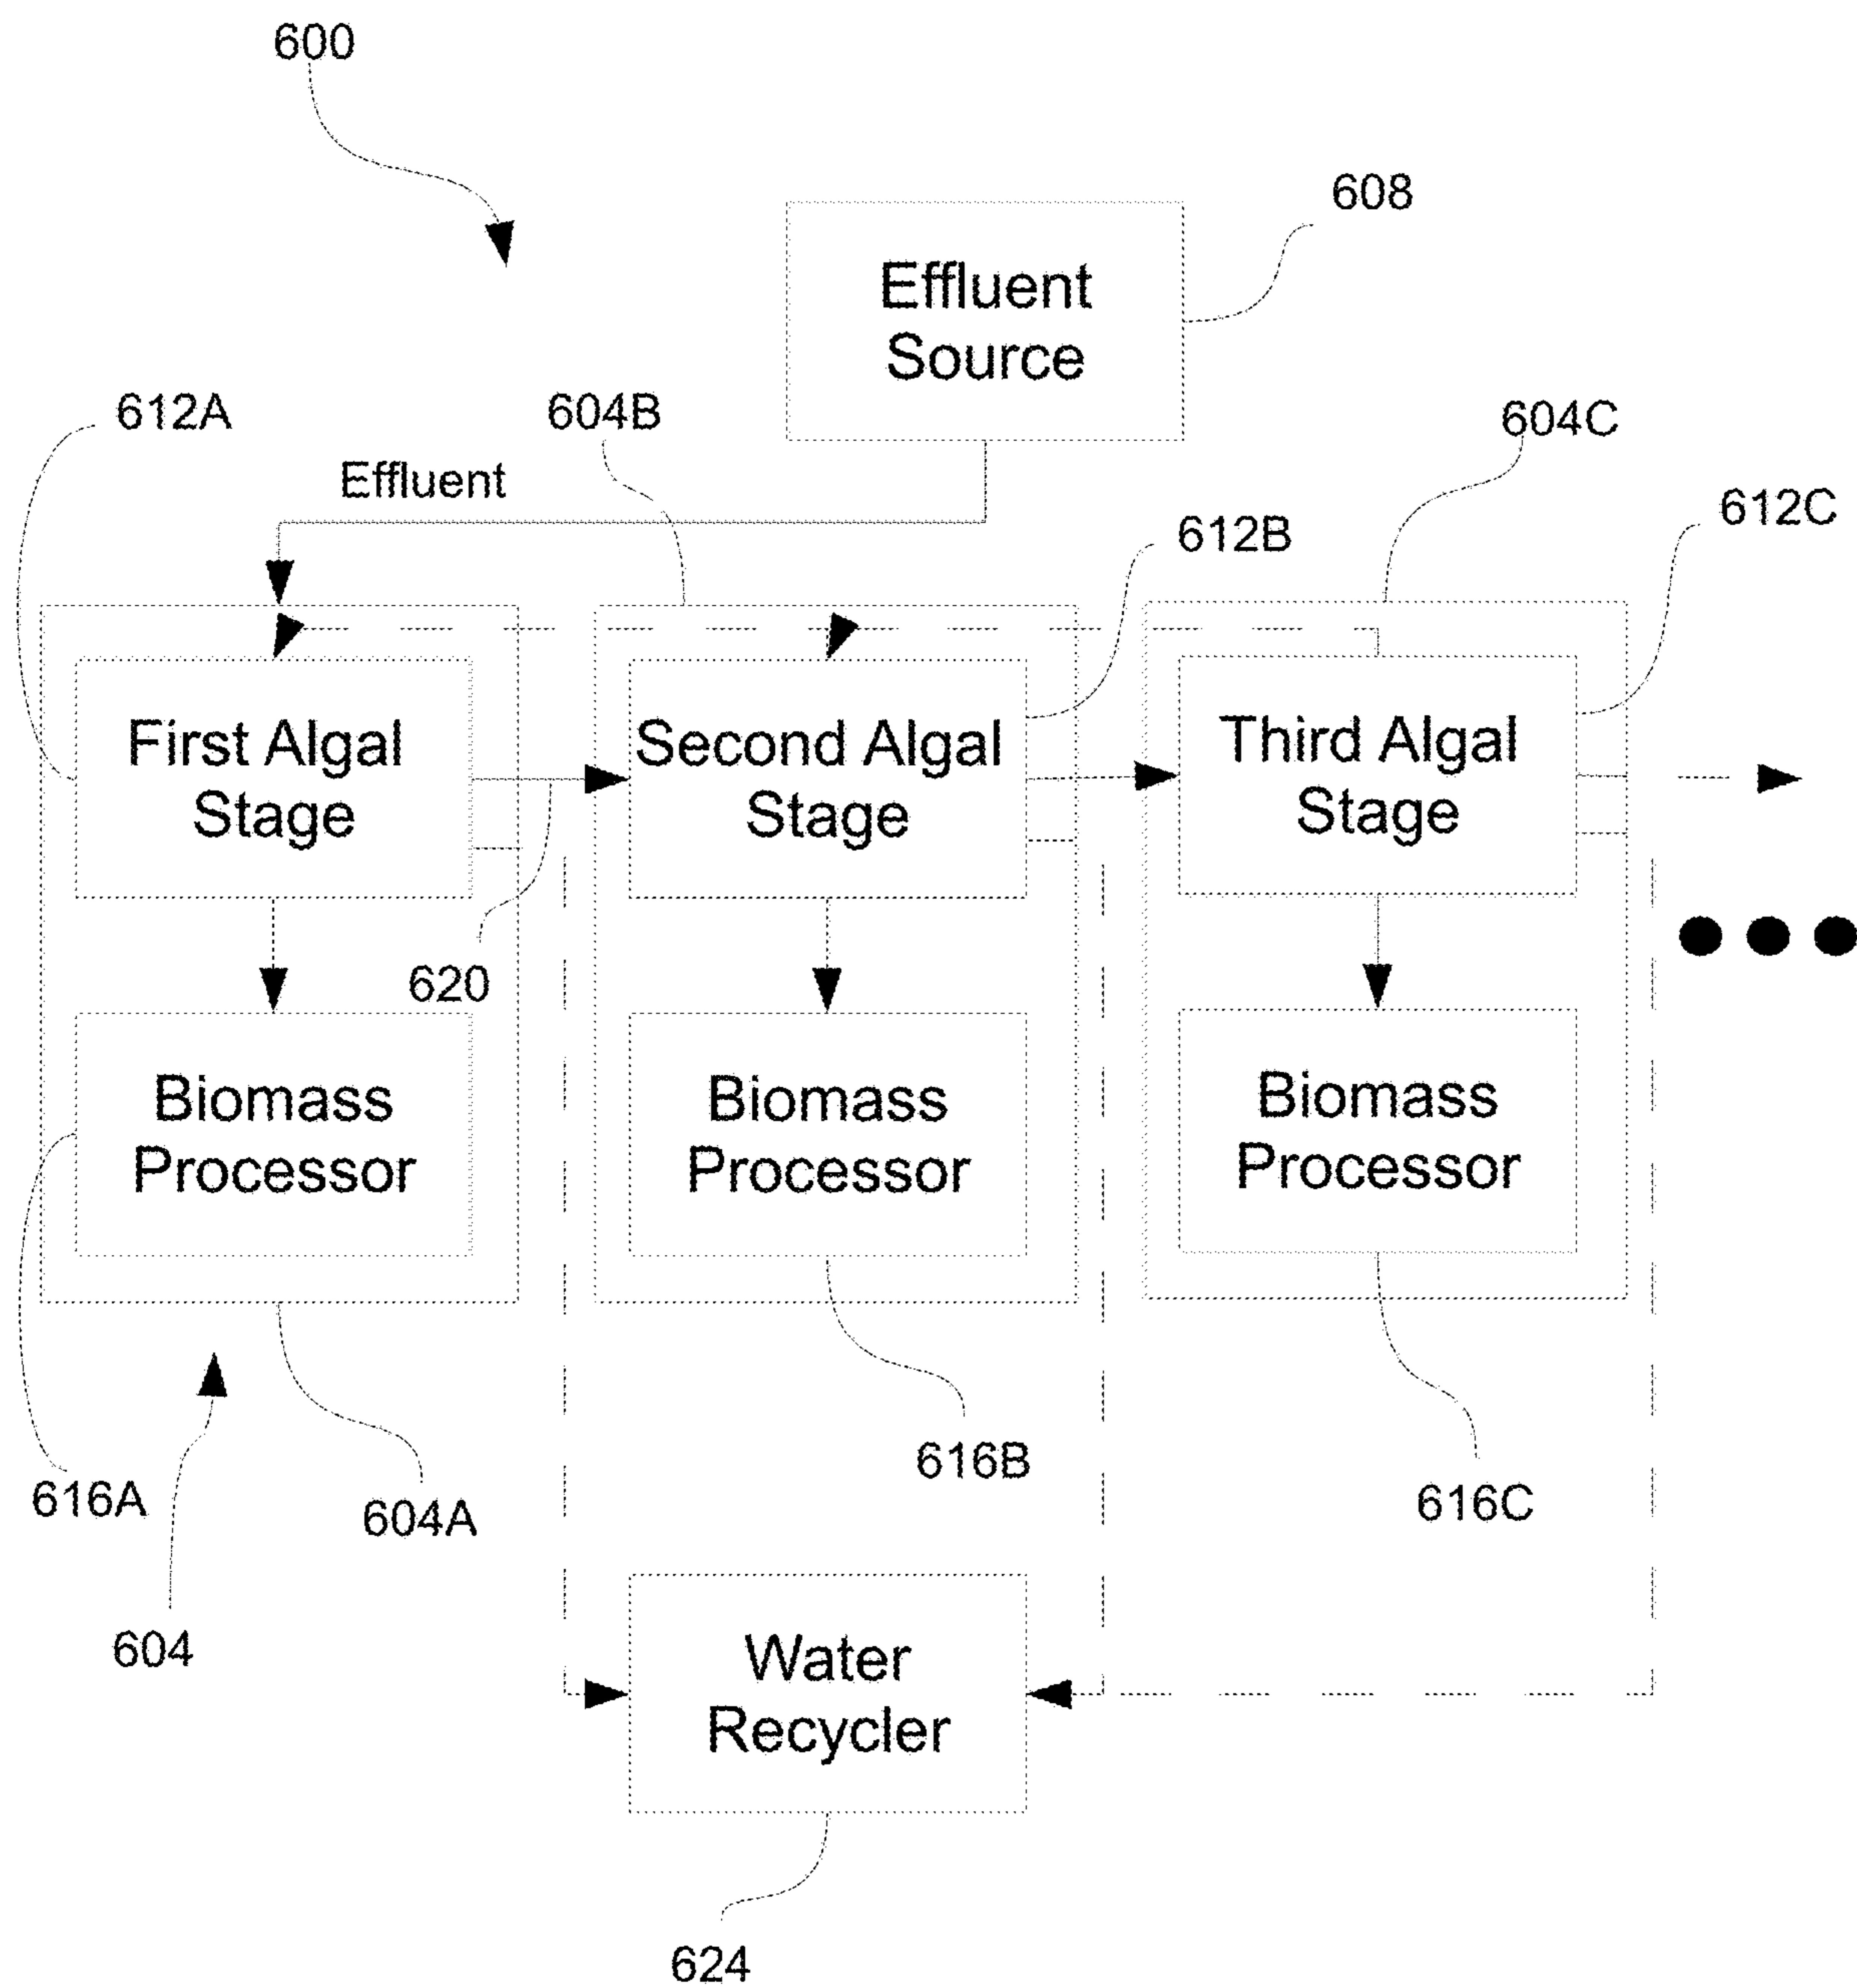 600
608
Effluent
Source
612A
604B
604C
Effluent
612B
612C
First Algal
Stage
Second Algal
Stage
Third Algal
Stage
620
Biomass
Processor
Biomass
Processor
Biomass
Processor
616A
604A
616B
616C
604
Water
Recycler
624